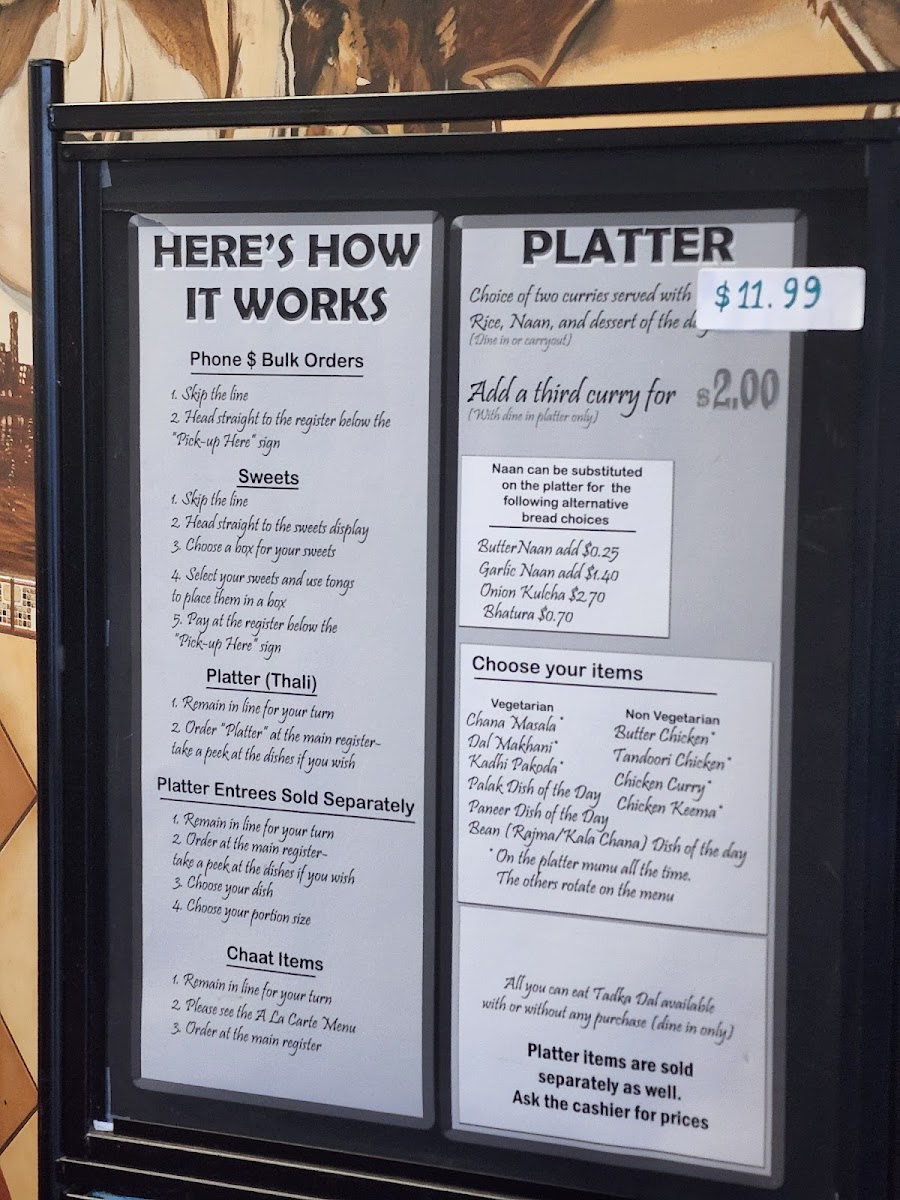 HERE'S HOW
IT WORKS
Phone $ Bulk Orders
1. Skip the line
2. Head straight to the register below the
"Pick-up Here" sign
Sweets
1. Skip the line
2. Head straight to the sweets display
3. Choose a box for your sweets
4. Select your sweets and use tongs
to place them in a box
5. Pay at the register below the
"Pick-up Here" sign
Platter (Thali)
1. Remain in line for your turn
2. Order "Platter" at the main register-
take a peek at the dishes if you wish
Platter Entrees Sold Separately
1. Remain in line for your turn
2. Order at the main register-
take a peek at the dishes if you wish
3. Choose your dish
4. Choose your portion size
Chaat Items
1. Remain in line for your turn
2. Please see the A La Carte Menu
3. Order at the main register
PLATTER
Choice of two curries served with
$11.99
Rice, Naan, and dessert of the
(Dine in or carryout)
Add a third curry for $2.00
(With dine in platter only)
Naan can be substituted
on the platter for the
following alternative
bread choices
ButterNaan add $0.25
Garlic Naan add $1.40
Onion Kulcha $2.70
Bhatura $0.70
Choose your items
Vegetarian
Chana Masala*
Dal Makhani*
Kadhi Pakoda*
Palak Dish of the Day
Paneer Dish of the Day
Bean (Rajma/Kala Chana) Dish of the day
Non Vegetarian
Butter Chicken*
Tandoori Chicken*
Chicken Curry*
Chicken Keema*
*On the platter munu all the time.
The others rotate on the menu
All you can eat Tadka Dal available
with or without any purchase (dine in only)
Platter items are sold
separately as well.
Ask the cashier for prices